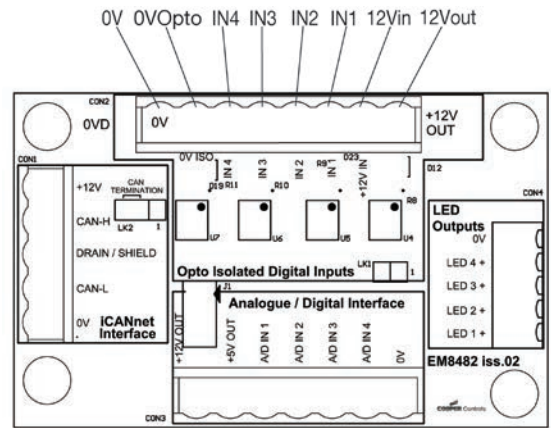 0V 0VOpto IN4 IN3 IN2 IN1 12Vin 12Vout
CON2
0VD
0V
+12V
OUT
CON1
0V ISO
IN 4
IN 3
IN 2
R9
IN 1
D23
+12V IN
D12
D19
R11
R10
R8
CON4
+12V
CAN
TERMINATION
LK2
1
CAN-H
DRAIN / SHIELD
CAN-L
0V
iCANnet
Interface
U7
U6
U5
U4
Opto Isolated Digital Inputs
LK1
1
LED
Outputs
0V
LED 4 +
LED 3 +
LED 2 +
LED 1 +
J1
Analogue / Digital Interface
+12V OUT
+5V OUT
A/D IN 1
A/D IN 2
A/D IN 3
A/D IN 4
0V
EM8482 iss.02
CON3
COOPER Controls